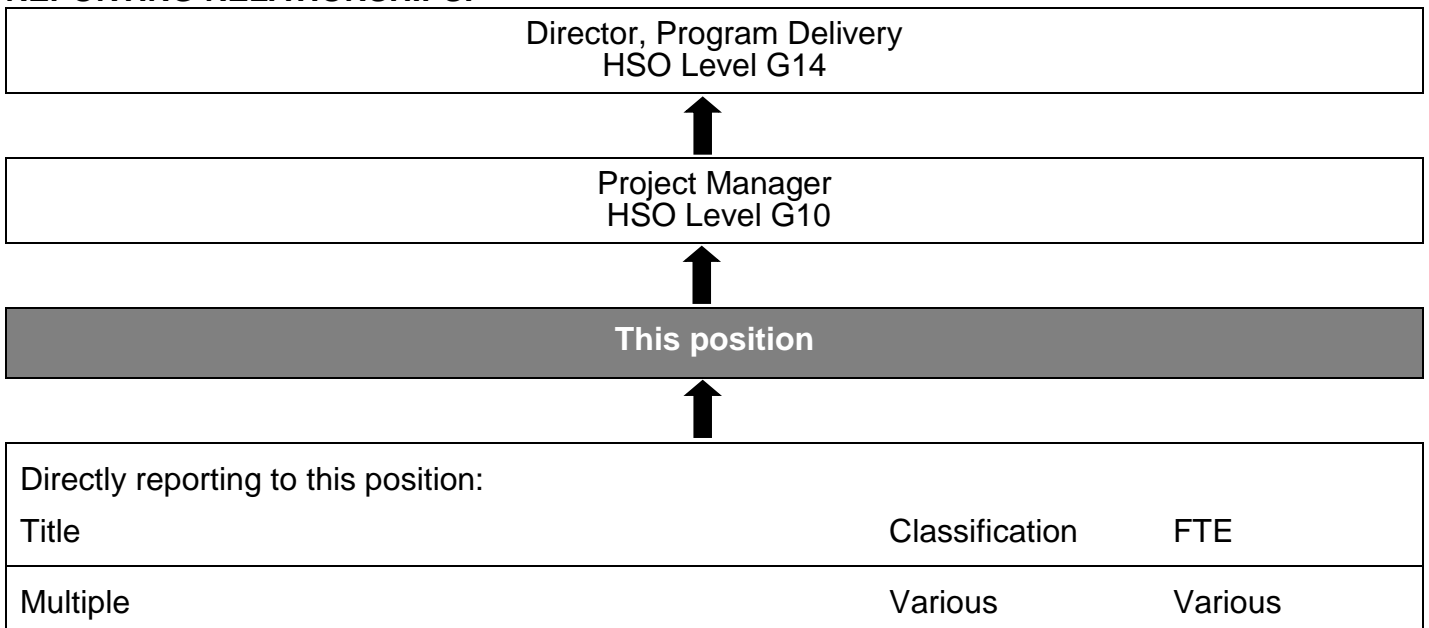 Director, Program Delivery
HSO Level G14
Project Manager
HSO Level G10
This position
Directly reporting to this position:
Title Classification FTE
Multiple Various Various